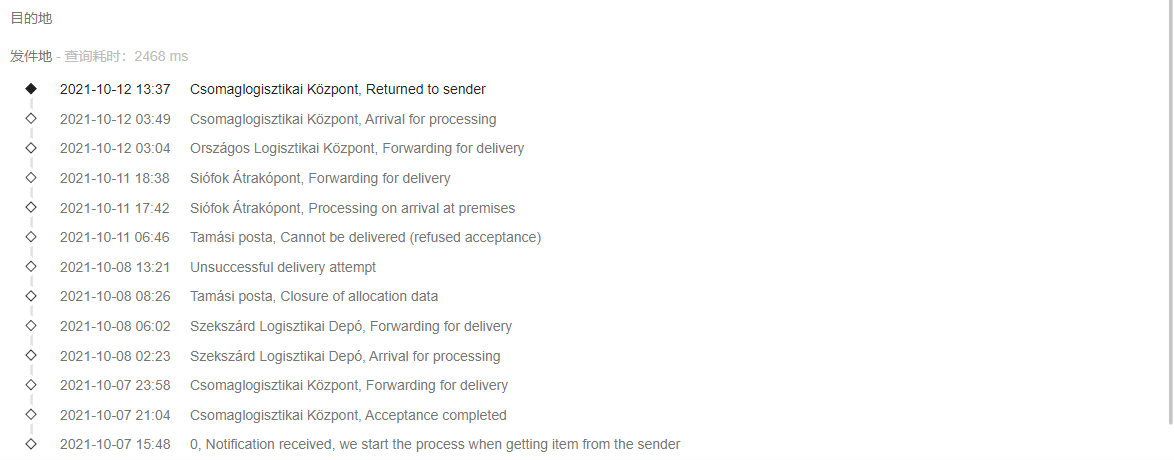 目的地
发件地 - 查询耗时：2468 ms
2021-10-12 13:37 Csomaglogisztikai Központ, Returned to sender
2021-10-12 03:49 Csomaglogisztikai Központ, Arrival for processing
2021-10-12 03:04 Országos Logisztikai Központ, Forwarding for delivery
2021-10-11 18:38 Siófok Átrakópont, Forwarding for delivery
2021-10-11 17:42 Siófok Átrakópont, Processing on arrival at premises
2021-10-11 06:46 Tamási posta, Cannot be delivered (refused acceptance)
2021-10-08 13:21 Unsuccessful delivery attempt
2021-10-08 08:26 Tamási posta, Closure of allocation data
2021-10-08 06:02 Szekszárd Logisztikai Depó, Forwarding for delivery
2021-10-08 02:23 Szekszárd Logisztikai Depó, Arrival for processing
2021-10-07 23:58 Csomaglogisztikai Központ, Forwarding for delivery
2021-10-07 21:04 Csomaglogisztikai Központ, Acceptance completed
2021-10-07 15:48 0, Notification received, we start the process when getting item from the sender